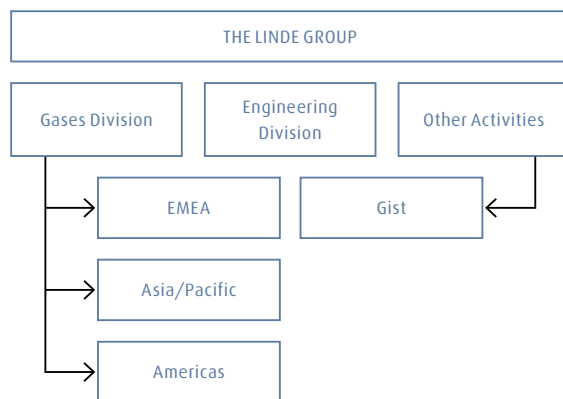 THE LINDE GROUP
Gases Division
Engineering
Division
Other Activities
EMEA
Gist
Asia/Pacific
Americas